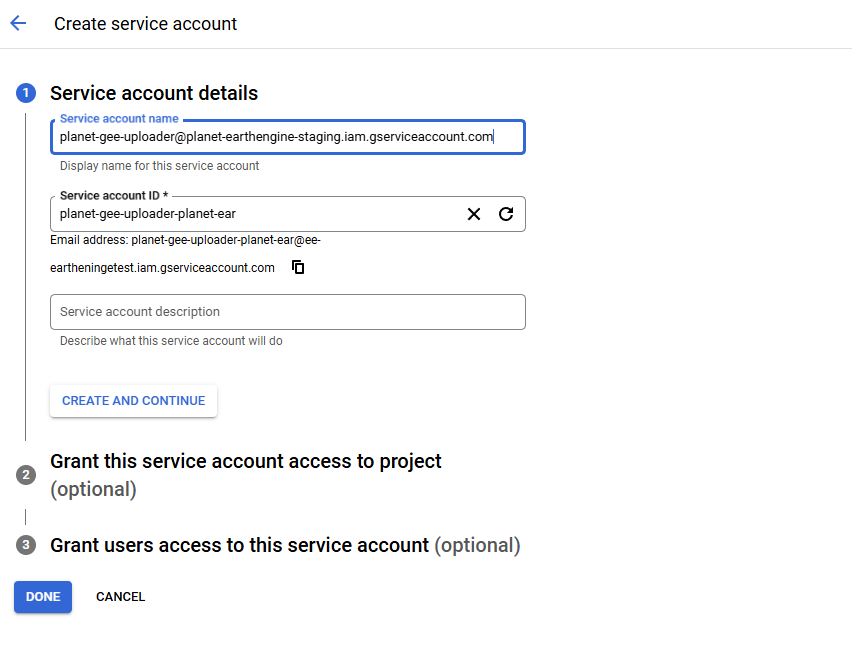 Create service account
1 Service account details
Service account name
planet-gee-uploader@planet-earthengine-staging.iam.gserviceaccount.com
Display name for this service account
Service account ID *
planet-gee-uploader-planet-ear
Email address: planet-gee-uploader-planet-ear@ee-
eartheningetest.iam.gserviceaccount.com
Service account description
Describe what this service account will do
CREATE AND CONTINUE
2 Grant this service account access to project
(optional)
3 Grant users access to this service account (optional)
DONE CANCEL